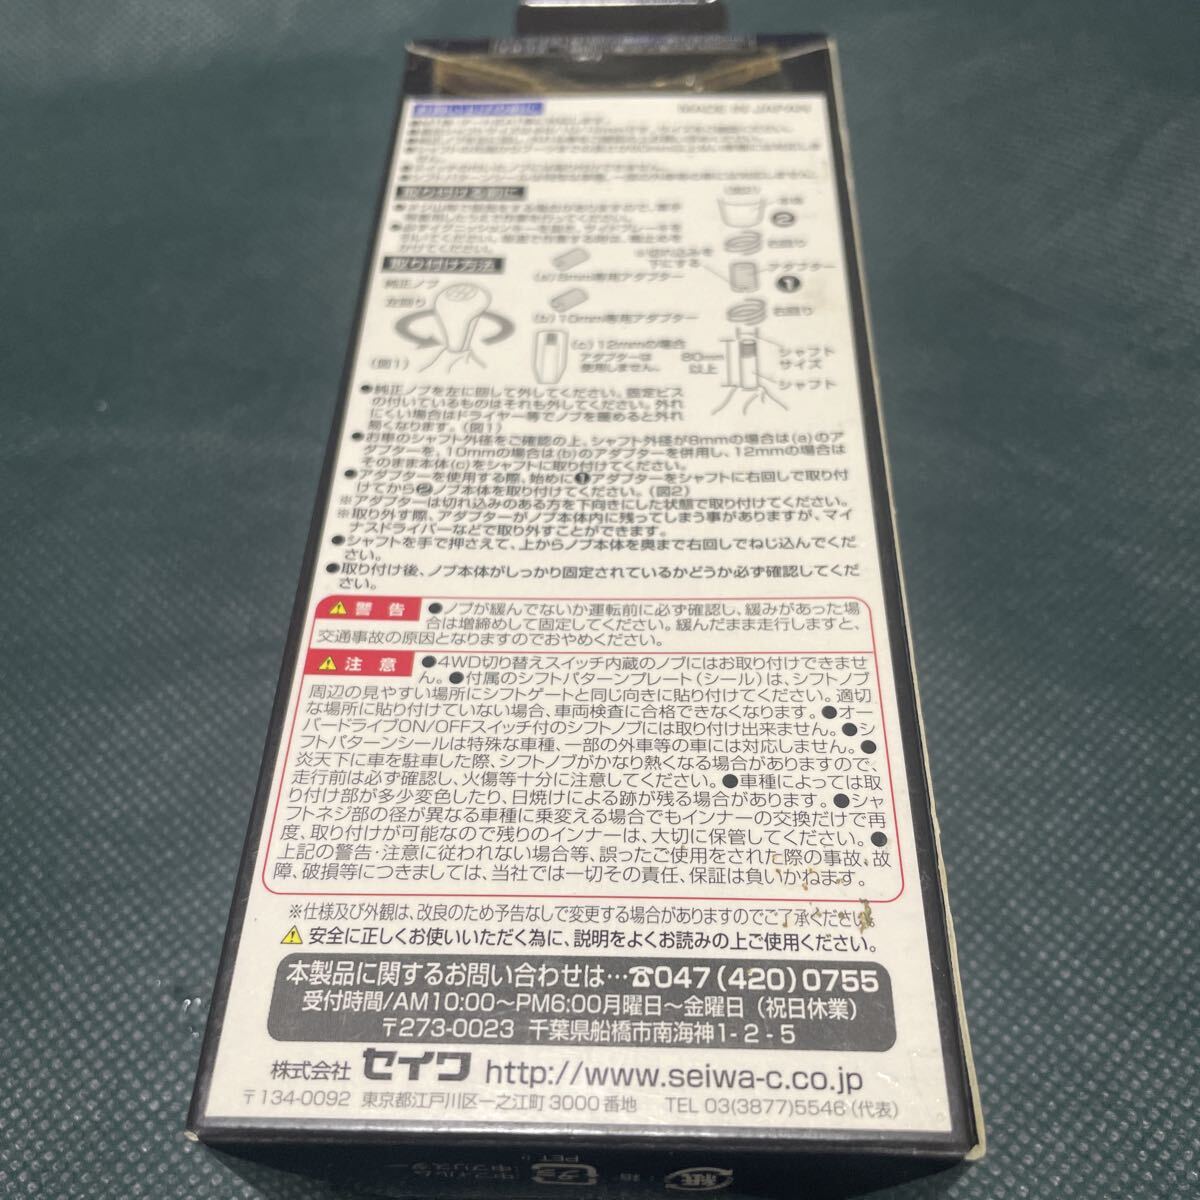 MADE IN JAPAN
取り付ける前に
かけてください。
取り付け方法
(図2)
本体
❷
右回り
※切れ込みを
下にする
アダプター
❶
右回り
シャフト
サイズ
シャフト
80mm
以上
純正ノブ
左回り
(図1)
(a)8mm専用アダプター
(b)10mm専用アダプター
(c)12mmの場合
アダプターは
使用しません。
●純正ノブを左に回して外してください。固定ビス
の付いているものはそれも外してください。外れ
にくい場合はドライヤー等でノブを暖めると外れ
易くなります。(図1)
●お車のシャフト外径をご確認の上、シャフト外径が8mmの場合は(a)のア
ダプターを、10mmの場合は(b)のアダプターを併用し、12mmの場合は
そのまま本体(c)をシャフトに取り付けてください。
●アダプターを使用する際、始めに❶アダプターをシャフトに右回しで取り付
けてから❷ノブ本体を取り付けてください。(図2)
※アダプターは切れ込みのある方を下向きにした状態で取り付けてください。
※取り外す際、アダプターがノブ本体内に残ってしまう事がありますが、マイ
ナスドライバーなどで取り外すことができます。
●シャフトを手で押さえて、上からノブ本体を奥まで右回しでねじ込んでくだ
さい。
●取り付け後、ノブ本体がしっかり固定されているかどうか必ず確認してくだ
さい。
⚠ 警告 ●ノブが緩んでないか運転前に必ず確認し、緩みがあった場
合は増締めして固定してください。緩んだまま走行しますと、
交通事故の原因となりますのでおやめください。
⚠ 注意 ●4WD切り替えスイッチ内蔵のノブにはお取り付けできませ
ん。●付属のシフトパターンプレート(シール)は、シフトノブ
周辺の見やすい場所にシフトゲートと同じ向きに貼り付けてください。適切
な場所に貼り付けていない場合、車両検査に合格できなくなります。●オー
バードライブON/OFFスイッチ付のシフトノブには取り付け出来ません。●シ
フトパターンシールは特殊な車種、一部の外車等の車には対応しません。●
炎天下に車を駐車した際、シフトノブがかなり熱くなる場合がありますので、
走行前は必ず確認し、火傷等十分に注意してください。●車種によっては取
り付け部が多少変色したり、日焼けによる跡が残る場合があります。●シャ
フトネジ部の径が異なる車種に乗変える場合でもインナーの交換だけで再
度、取り付けが可能なので残りのインナーは、大切に保管してください。●
上記の警告・注意に従われない場合等、誤ったご使用をされた際の事故、故
障、破損等につきましては、当社では一切その責任、保証は負いかねます。
※仕様及び外観は、改良のため予告なしで変更する場合がありますのでご了承ください。
⚠ 安全に正しくお使いいただく為に、説明をよくお読みの上ご使用ください。
本製品に関するお問い合わせは…☎047(420)0755
受付時間/AM10:00〜PM6:00月曜日〜金曜日(祝日休業)
〒273-0023 千葉県船橋市南海神1-2-5
株式会社 セイワ http://www.seiwa-c.co.jp
〒134-0092 東京都江戸川区一之江町3000番地 TEL 03(3877)5546(代表)
PET:
中フィルム
中ブリスター
プラ
箱:
紙